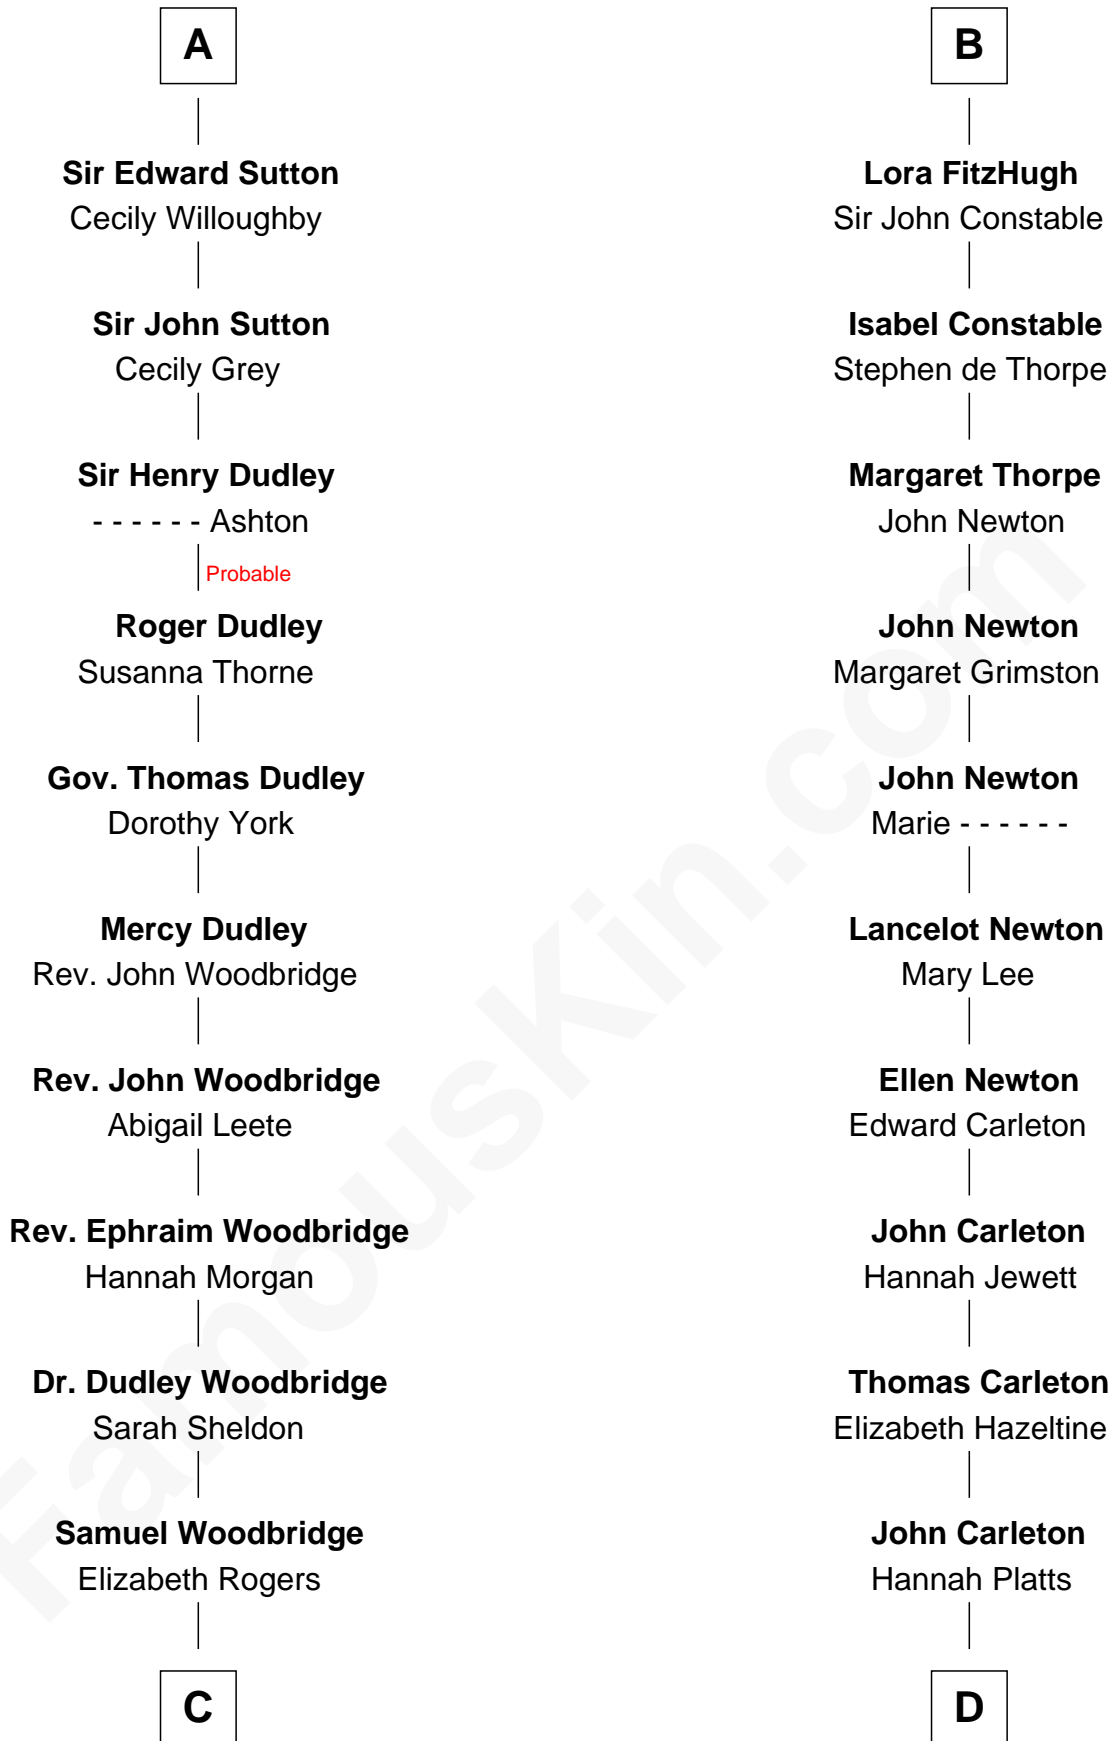 A
Sir Edward Sutton
Cecily Willoughby
Sir John Sutton
Cecily Grey
Sir Henry Dudley
- - - - - - Ashton
Probable
Roger Dudley
Susanna Thorne
Gov. Thomas Dudley
Dorothy York
Mercy Dudley
Rev. John Woodbridge
Rev. John Woodbridge
Abigail Leete
Rev. Ephraim Woodbridge
Hannah Morgan
Dr. Dudley Woodbridge
Sarah Sheldon
Samuel Woodbridge
Elizabeth Rogers
C
B
Lora FitzHugh
Sir John Constable
Isabel Constable
Stephen de Thorpe
Margaret Thorpe
John Newton
John Newton
Margaret Grimston
John Newton
Marie - - - - - -
Lancelot Newton
Mary Lee
Ellen Newton
Edward Carleton
John Carleton
Hannah Jewett
Thomas Carleton
Elizabeth Hazeltine
John Carleton
Hannah Platts
D
FamousKin.com